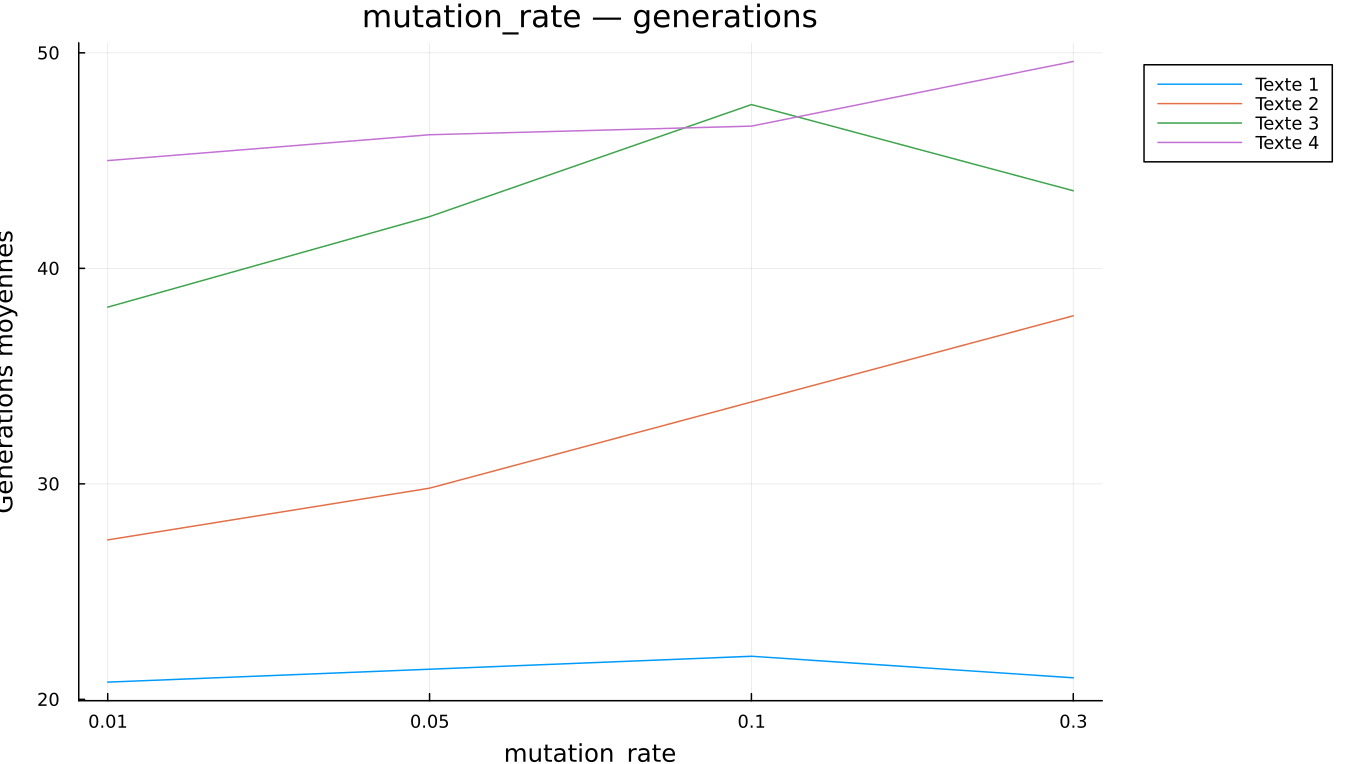 mutation_rate — generations
50
40
30
20
Generations moyennes
0.01 0.05 0.1 0.3
mutation_rate
Texte 1
Texte 2
Texte 3
Texte 4